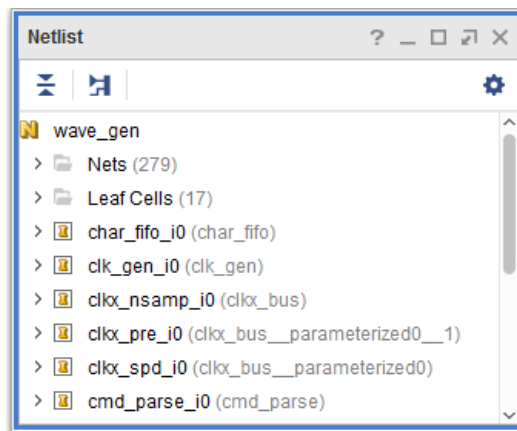 Netlist
wave_gen
Nets (279)
Leaf Cells (17)
char_fifo_i0 (char_fifo)
clk_gen_i0 (clk_gen)
clkx_nsamp_i0 (clkx_bus)
clkx_pre_i0 (clkx_bus__parameterized0__1)
clkx_spd_i0 (clkx_bus__parameterized0)
cmd_parse_i0 (cmd_parse)